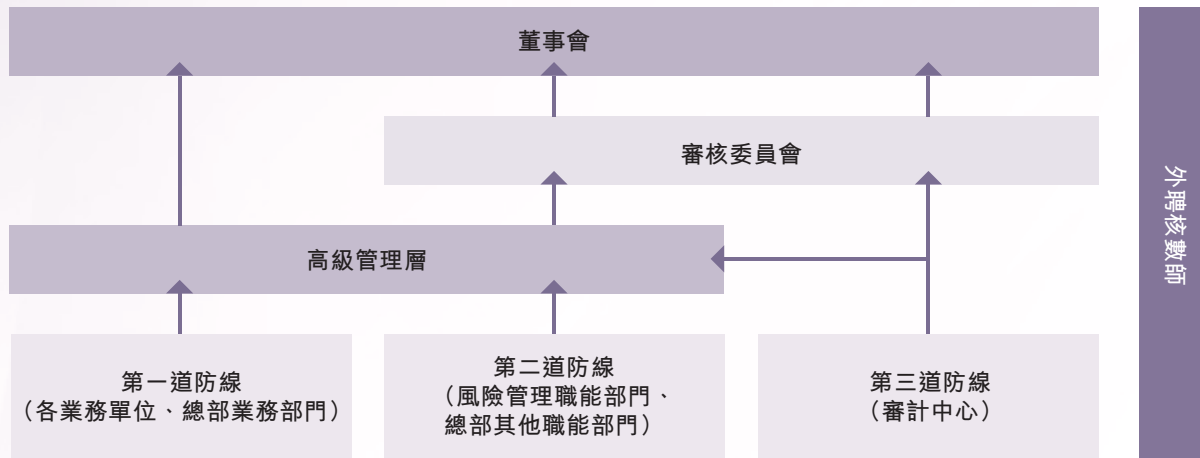 董事會
審核委員會
高級管理層
第一道防線
（各業務單位、總部業務部門）
第二道防線
（風險管理職能部門、
總部其他職能部門）
第三道防線
（審計中心）
外聘核數師